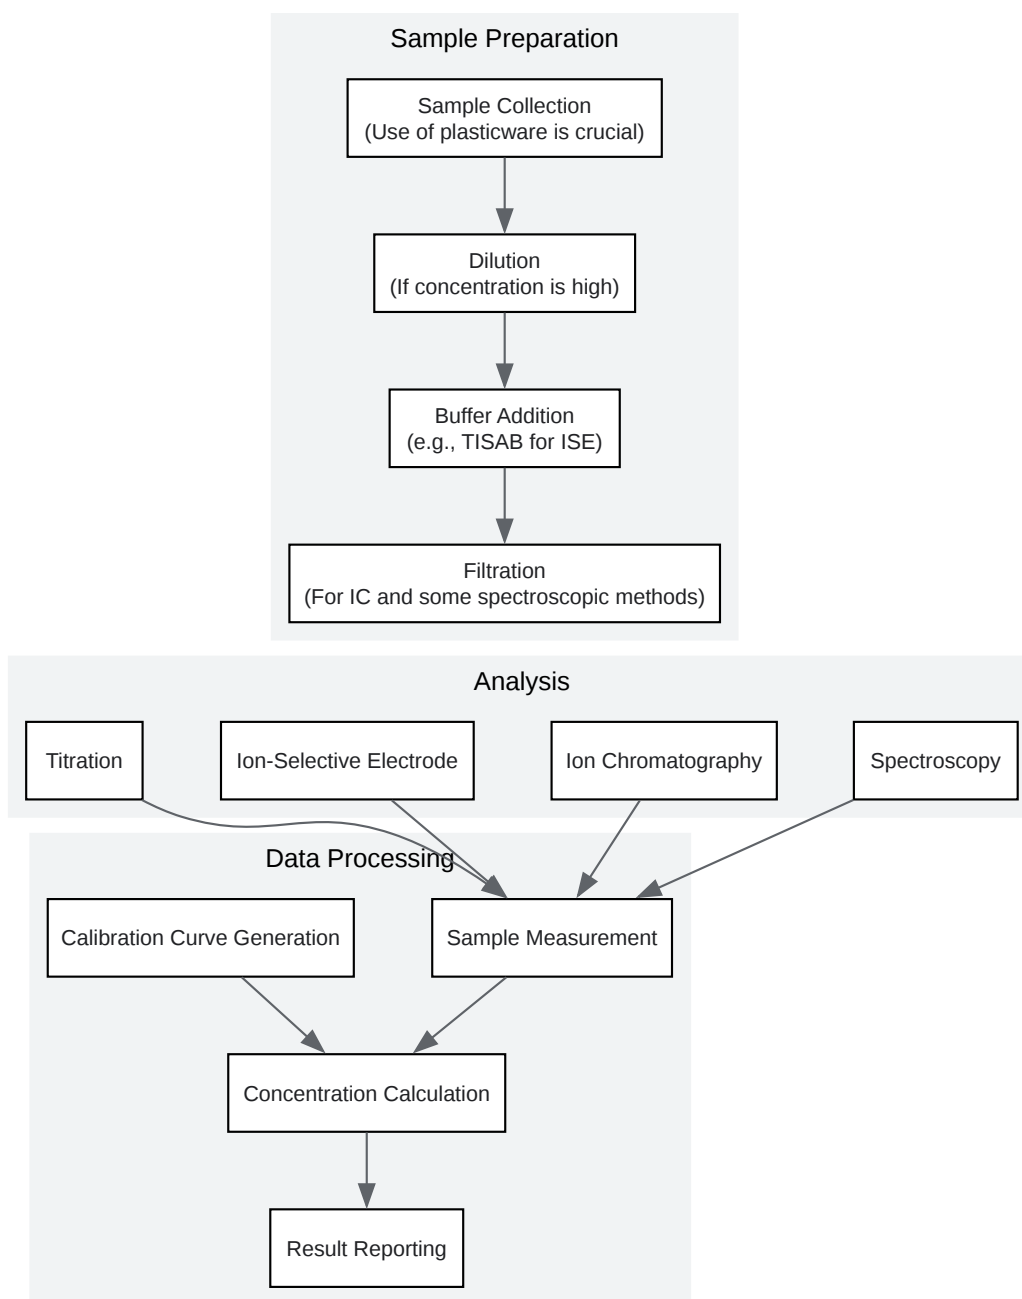 Sample Preparation
Sample Collection
(Use of plasticware is crucial)
Dilution
(If concentration is high)
Buffer Addition
(e.g., TISAB for ISE)
Filtration
(For IC and some spectroscopic methods)
Analysis
Titration
Ion-Selective Electrode
Ion Chromatography
Spectroscopy
Data Processing
Calibration Curve Generation
Sample Measurement
Concentration Calculation
Result Reporting